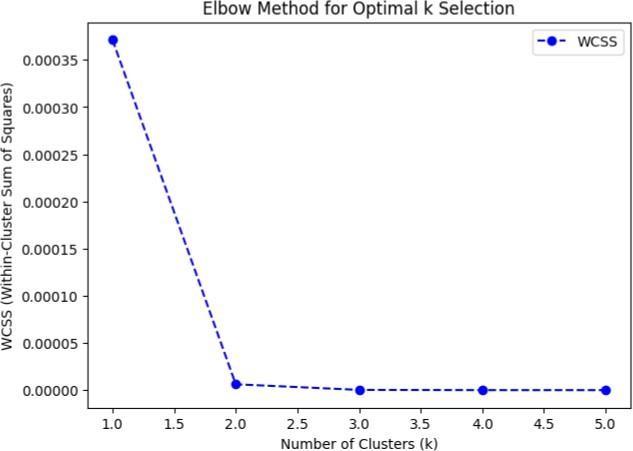 Elbow Method for Optimal k Selection
WCSS
0.00035
0.00030
0.00025
0.00020
0.00015
0.00010
0.00005
0.00000
WCSS (Within-Cluster Sum of Squares)
1.0 1.5 2.0 2.5 3.0 3.5 4.0 4.5 5.0
Number of Clusters (k)